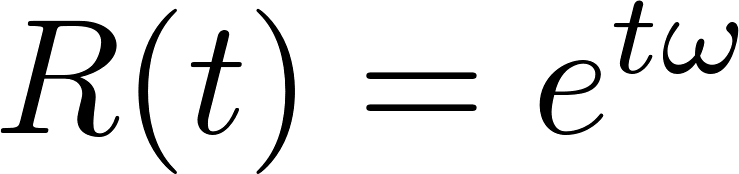 R(t) = e^{tω}